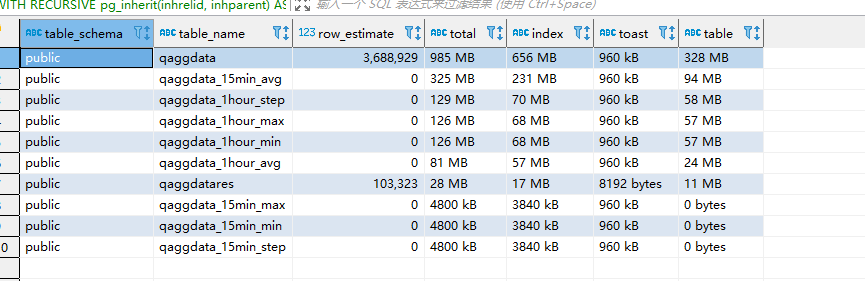 WITH RECURSIVE pg_inherit(inhrelid, inhparent) AS 输入一个 SQL 表达式来过滤结果 (使用 Ctrl+Space)
ABC table_schema ABC table_name 123 row_estimate ABC total ABC index ABC toast ABC table
public qaggdata 3,688,929 985 MB 656 MB 960 kB 328 MB
public qaggdata_15min_avg 0 325 MB 231 MB 960 kB 94 MB
public qaggdata_1hour_step 0 129 MB 70 MB 960 kB 58 MB
public qaggdata_1hour_max 0 126 MB 68 MB 960 kB 57 MB
public qaggdata_1hour_min 0 126 MB 68 MB 960 kB 57 MB
public qaggdata_1hour_avg 0 81 MB 57 MB 960 kB 24 MB
public qaggdatares 103,323 28 MB 17 MB 8192 bytes 11 MB
public qaggdata_15min_max 0 4800 kB 3840 kB 960 kB 0 bytes
public qaggdata_15min_min 0 4800 kB 3840 kB 960 kB 0 bytes
0 public qaggdata_15min_step 0 4800 kB 3840 kB 960 kB 0 bytes